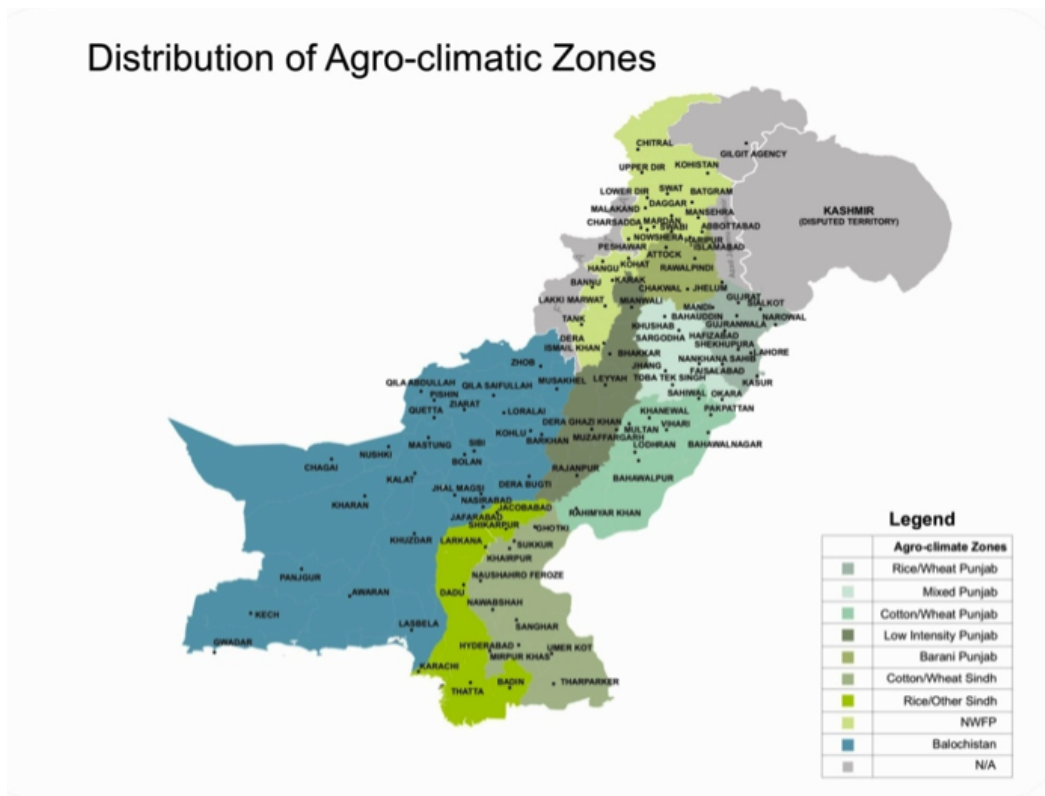 Distribution of Agro-climatic Zones
CHITRAL
GILGIT AGENCY
UPPER DIR
KOHISTAN
LOWER DIR
SWAT
BATGRAM
DAGGAR
MALAKAND
MANSEHRA
KASHMIR
(DISPUTED TERRITORY)
CHARSADDA
MARDAN
SWABI
ABBOTTABAD
NOWSHERA
HARIPUR
PESHAWAR
ISLAMABAD
ATTOCK
KOHAT
HANGU
RAWALPINDI
KARAK
BANNU
CHAKWAL
JHELUM
LAKKI MARWAT
MIANWALI
GUJRAT
SIALKOT
MANDI
BAHAUDDIN
TANK
NAROWAL
KHUSHAB
GUJRANWALA
DERA
ISMAIL KHAN
SARGODHA
HAFIZABAD
SHEKHUPURA
BHAKKAR
LAHORE
NANKHANA SAHIB
ZHOB
JHANG
FAISALABAD
MUSAKHEL
LEYYAH
TOBA TEK SINGH
KASUR
QILA ABDULLAH
QILA SAIFULLAH
PISHIN
SAHIWAL
OKARA
ZIARAT
QUETTA
LORALAI
KHANEWAL
PAKPATTAN
DERA GHAZI KHAN
MULTAN
VIHARI
KOHLU
BARKHAN
MUZAFFARGARH
MASTUNG
SIBI
LODHRAN
BAHAWALNAGAR
NUSHKI
BOLAN
CHAGAI
RAJANPUR
KALAT
DERA BUGTI
BAHAWALPUR
JHAL MAGSI
KHARAN
NASIRABAD
JACOBABAD
RAHIMYAR KHAN
JAFARABAD
SHIKARPUR
GHOTKI
KHUZDAR
LARKANA
SUKKUR
KHAIRPUR
PANJGUR
NAUSHAHRO FEROZE
AWARAN
DADU
NAWABSHAH
KECH
LASBELA
SANGHAR
GWADAR
HYDERABAD
UMER KOT
MIRPUR KHAS
KARACHI
BADIN
THARPARKER
THATTA
Legend
Agro-climate Zones
Rice/Wheat Punjab
Mixed Punjab
Cotton/Wheat Punjab
Low Intensity Punjab
Barani Punjab
Cotton/Wheat Sindh
Rice/Other Sindh
NWFP
Balochistan
N/A